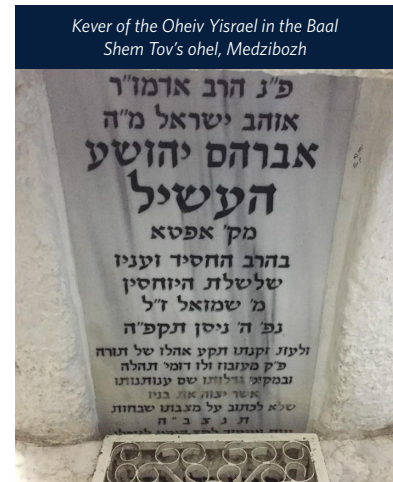 Kever of the Oheiv Yisrael in the Baal
Shem Tov's ohel, Medzibozh
פ"נ הרב אדמו"ר
אוהב ישראל מ"ה
אברהם יהושע
העשיל
מק' אפטא
בהרב החסיד ועניו
שלשלת היוחסין
מ' שמואל ז"ל
נפ' ה' ניסן תקפ"ה
ולעת זקנתו תקע אהלו של תורה
פ"ק מעזבוז ולו דומי' תהלה
ובמקום גדלותו שם ענותנותו
אשר יצוה את בניו
שלא לכתוב על מצבתו שבחות
ת נ צ ב " ה